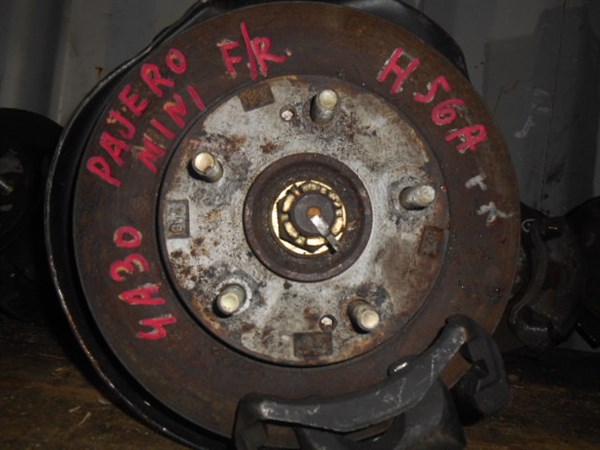 PAJERO
MINI
F/R.
H56A
4A30